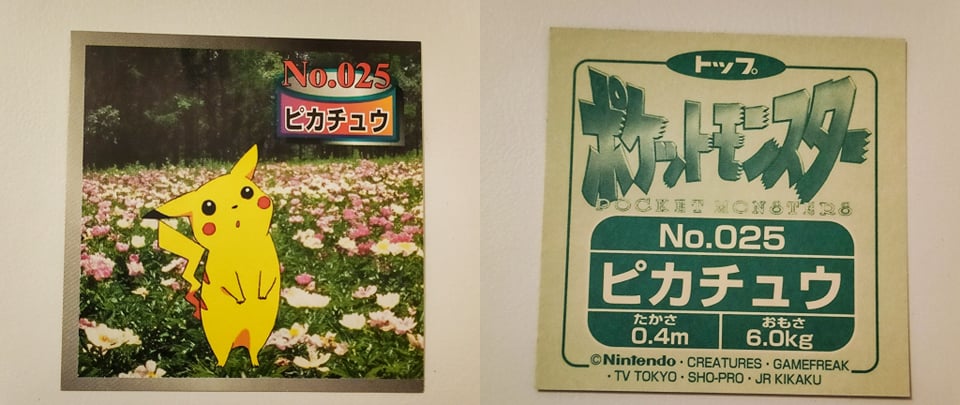 No.025
ピカチュウ
トップ。
ポケットモンスター
POCKET MONSTERS
No.025
ピカチュウ
たかさ
0.4m
おもさ
6.0kg
©Nintendo・CREATURES・GAMEFREAK
・TV TOKYO・SHO-PRO・JR KIKAKU